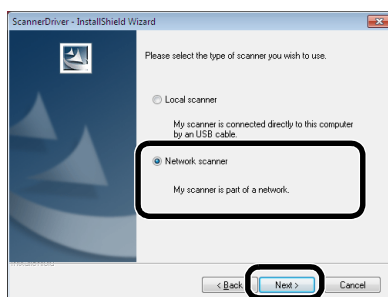 ScannerDriver - InstallShield Wizard
Please select the type of scanner you wish to use.
Local scanner
My scanner is connected directly to this computer
by an USB cable.
Network scanner
My scanner is part of a network.
InstallShield
< Back
Next >
Cancel